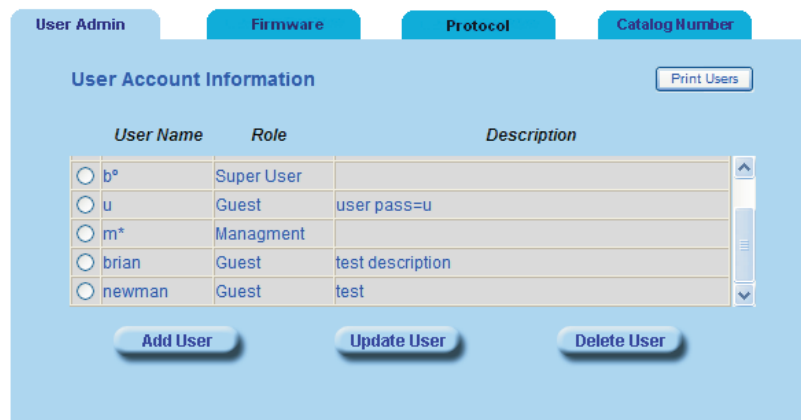 User Admin Firmware Protocol Catalog Number
User Account Information Print Users
User Name Role Description
bº Super User
u Guest user pass=u
m* Managment
brian Guest test description
newman Guest test
Add User Update User Delete User